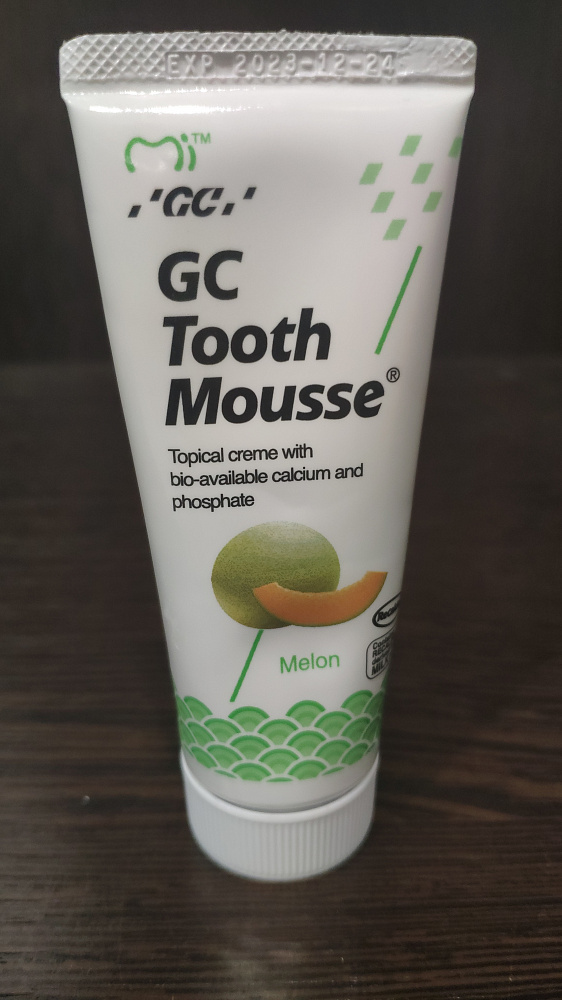 EXP 2023-12-24
Mi™
GC
GC
Tooth
Mousse®
Topical creme with
bio-available calcium and
phosphate
Melon